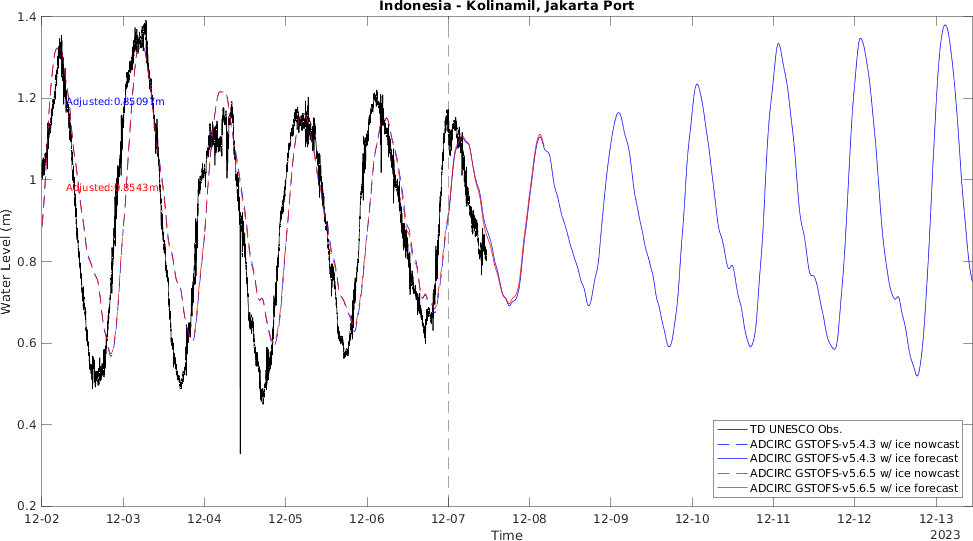 Indonesia - Kolinamil, Jakarta Port
1.4
1.2
1
0.8
0.6
0.4
0.2
Water Level (m)
Adjusted:0.85097m
Adjusted:0.8543m
TD UNESCO Obs.
ADCIRC GSTOFS-v5.4.3 w/ ice nowcast
ADCIRC GSTOFS-v5.4.3 w/ ice forecast
ADCIRC GSTOFS-v5.6.5 w/ ice nowcast
ADCIRC GSTOFS-v5.6.5 w/ ice forecast
12-02 12-03 12-04 12-05 12-06 12-07 12-08 12-09 12-10 12-11 12-12 12-13
Time
2023